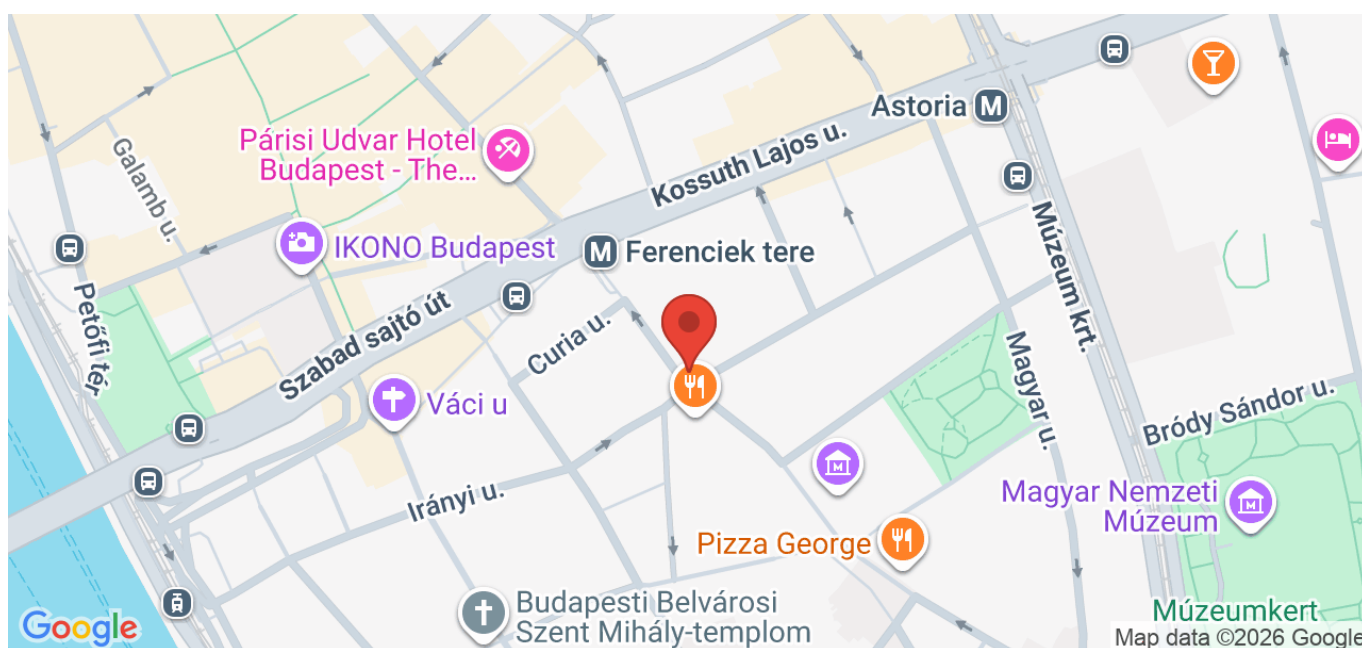 Astoria
M
Párisi Udvar Hotel
Budapest - The...
Kossuth Lajos u.
Galamb u.
Múzeum krt.
IKONO Budapest
M
Ferenciek tere
Petőfi tér
Szabad sajtó út
Curia u.
Magyar u.
Váci u
Bródy Sándor u.
M
Irányi u.
Magyar Nemzeti
Múzeum
M
Pizza George
Budapesti Belvárosi
Szent Mihály-templom
Múzeumkert
Google
Map data ©2026 Google